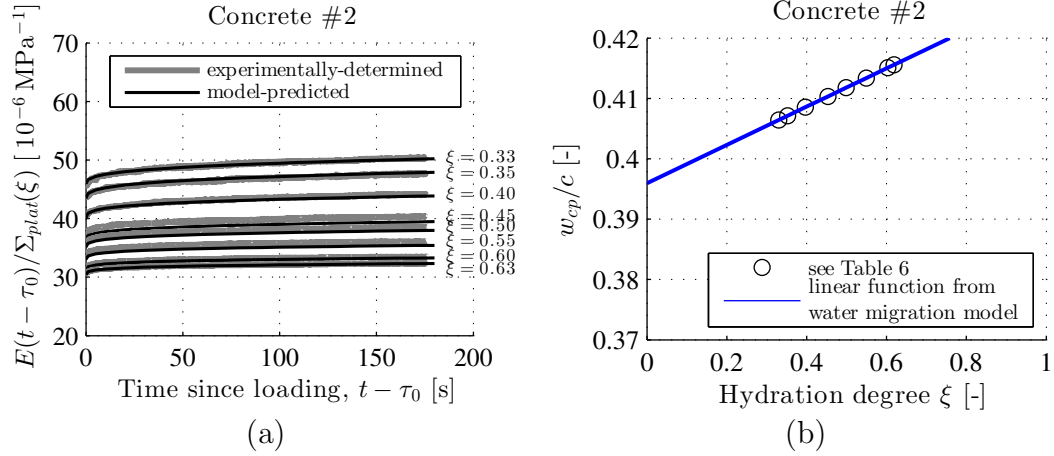 Concrete #2
E(t − τ0)/Σplat(ξ) [10−6 MPa−1]
70
60
50
40
30
20
experimentally-determined
model-predicted
ξ = 0.33
ξ = 0.35
ξ = 0.40
ξ = 0.45
ξ = 0.50
ξ = 0.55
ξ = 0.60
ξ = 0.63
0 50 100 150 200
Time since loading, t − τ0 [s]
(a)
Concrete #2
wcp/c [-]
0.42
0.41
0.4
0.39
0.38
0.37
see Table 6
linear function from
water migration model
0 0.2 0.4 0.6 0.8 1
Hydration degree ξ [-]
(b)